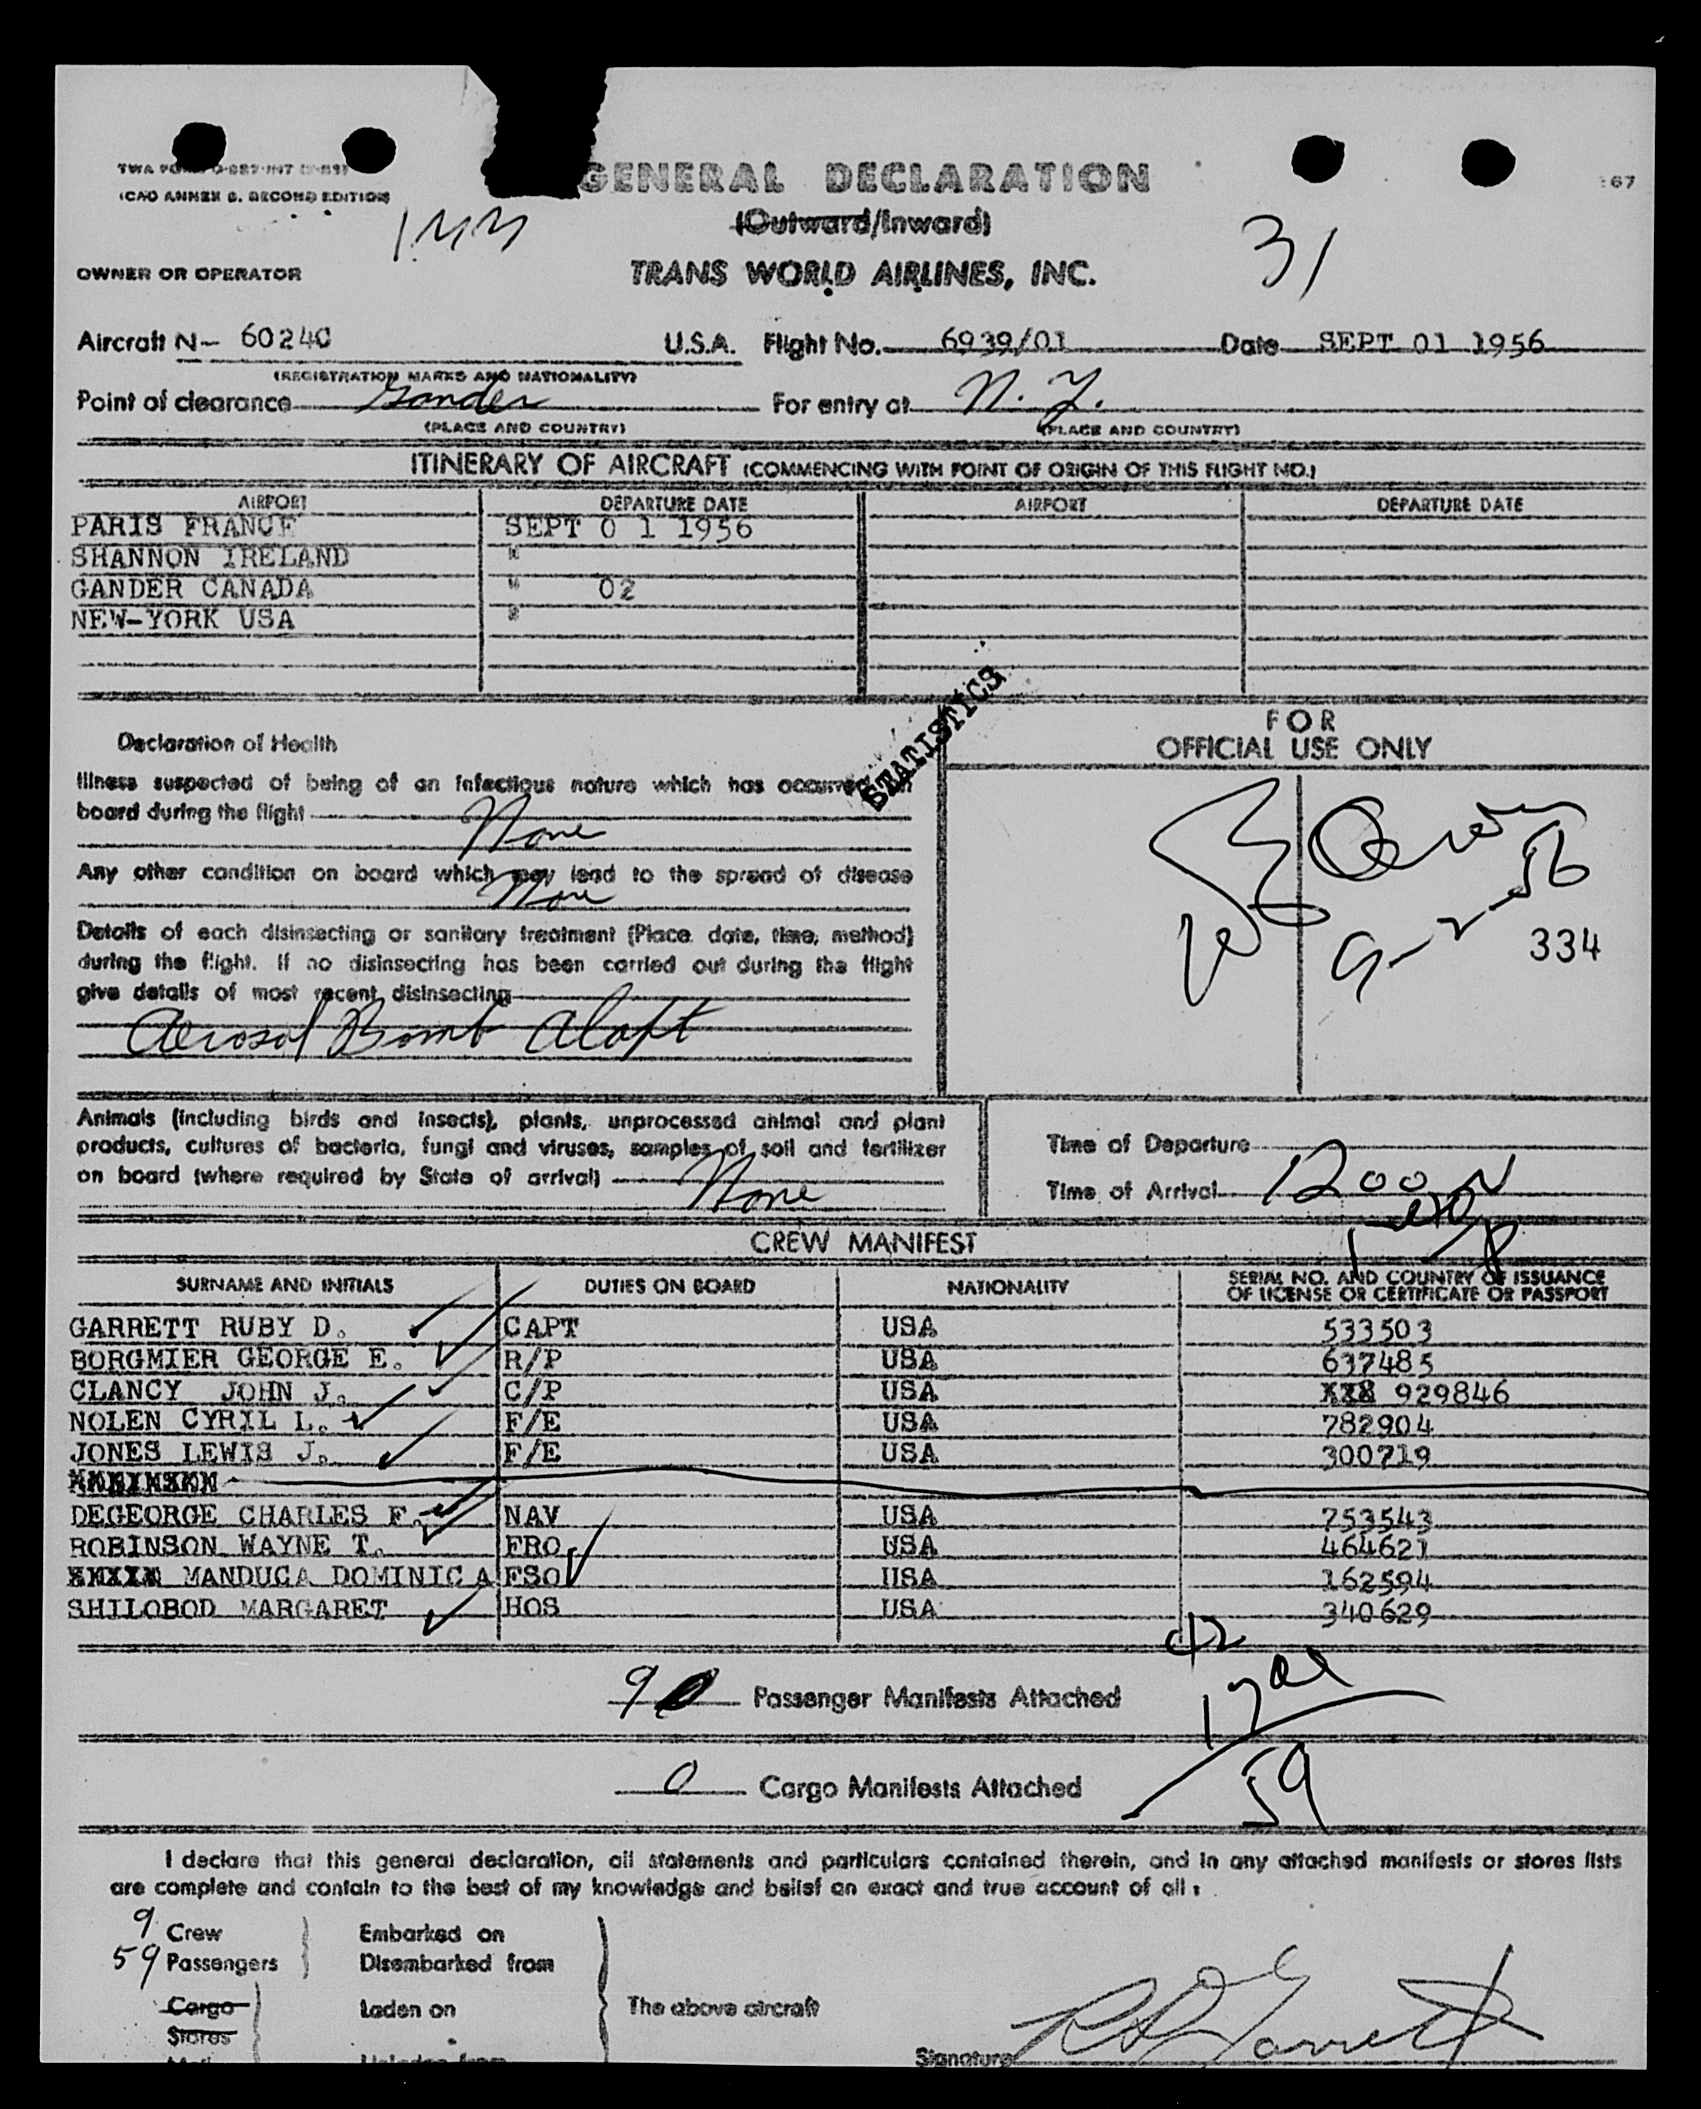 (ICAO ANNEX 9, SECOND EDITION)
GENERAL DECLARATION
67
(Outward/Inward)
31
OWNER OR OPERATOR
TRANS WORLD AIRLINES, INC.
Aircraft N- 6024C U.S.A. Flight No. 6939/01 Date SEPT 01 1956
(REGISTRATION MARKS AND NATIONALITY)
Point of clearance Gander For entry at N. Y.
(PLACE AND COUNTRY) (PLACE AND COUNTRY)
ITINERARY OF AIRCRAFT (COMMENCING WITH POINT OF ORIGIN OF THIS FLIGHT NO.)
AIRPORT DEPARTURE DATE AIRPORT DEPARTURE DATE
PARIS FRANCE SEPT 0 1 1956
SHANNON IRELAND "
GANDER CANADA " 02
NEW-YORK USA "
STATISTICS
FOR
OFFICIAL USE ONLY
Declaration of Health
Illness suspected of being of an infectious nature which has occurred on
board during the flight
None
Any other condition on board which may lead to the spread of disease
None
Details of each disinsecting or sanitary treatment (Place, date, time, method)
during the flight. If no disinsecting has been carried out during the flight
give details of most recent disinsecting
Aerosol Bomb Aloft
9-2-56
334
Animals (including birds and insects), plants, unprocessed animal and plant
products, cultures of bacteria, fungi and viruses, samples of soil and fertilizer
on board (where required by State of arrival)
None
Time of Departure
Time of Arrival 1200 N
CREW MANIFEST
SURNAME AND INITIALS DUTIES ON BOARD NATIONALITY SERIAL NO. AND COUNTRY OF ISSUANCE
OF LICENSE OR CERTIFICATE OR PASSPORT
GARRETT RUBY D. CAPT USA 533503
BORGMIER GEORGE E. R/P USA 637485
CLANCY JOHN J. C/P USA 929846
NOLEN CYRIL L. F/E USA 782904
JONES LEWIS J. F/E USA 300719
DEGEORGE CHARLES F. NAV USA 753543
ROBINSON WAYNE T. FRO USA 464621
MANDUCA DOMINIC A FSO USA 162594
SHILOBOD MARGARET HOS USA 340629
42
9 Passenger Manifests Attached
17
0 Cargo Manifests Attached
59
I declare that this general declaration, all statements and particulars contained therein, and in any attached manifests or stores lists
are complete and contain to the best of my knowledge and belief an exact and true account of all:
9 Crew Embarked on
59 Passengers Disembarked from
Cargo Laden on The above aircraft
Stores
Signature R D Garrett